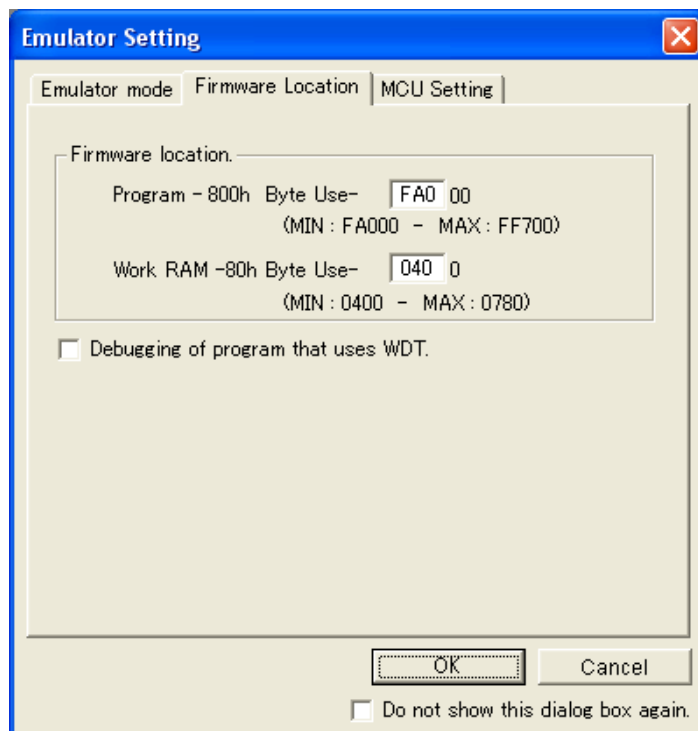 Emulator Setting
Emulator mode Firmware Location MCU Setting
Firmware location.
Program - 800h Byte Use- FA0 00
(MIN : FA000 - MAX : FF700)
Work RAM -80h Byte Use- 040 0
(MIN : 0400 - MAX : 0780)
Debugging of program that uses WDT.
OK Cancel
Do not show this dialog box again.